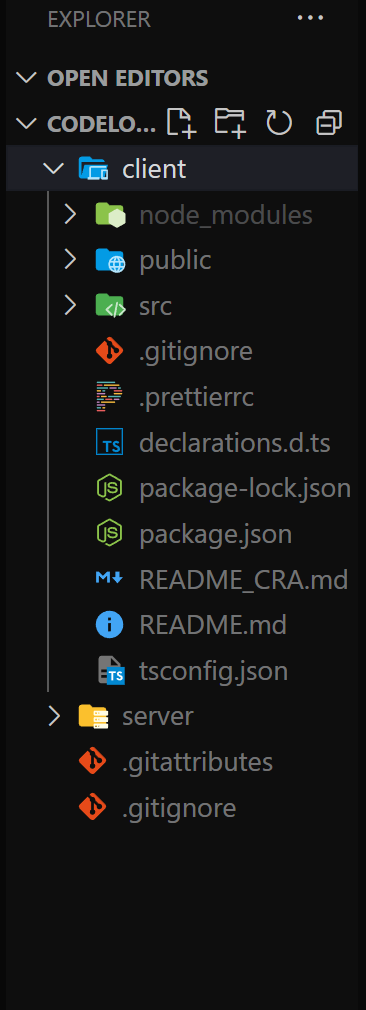 EXPLORER
OPEN EDITORS
CODELO...
client
node_modules
public
src
.gitignore
.prettierrc
declarations.d.ts
package-lock.json
package.json
README_CRA.md
README.md
tsconfig.json
server
.gitattributes
.gitignore